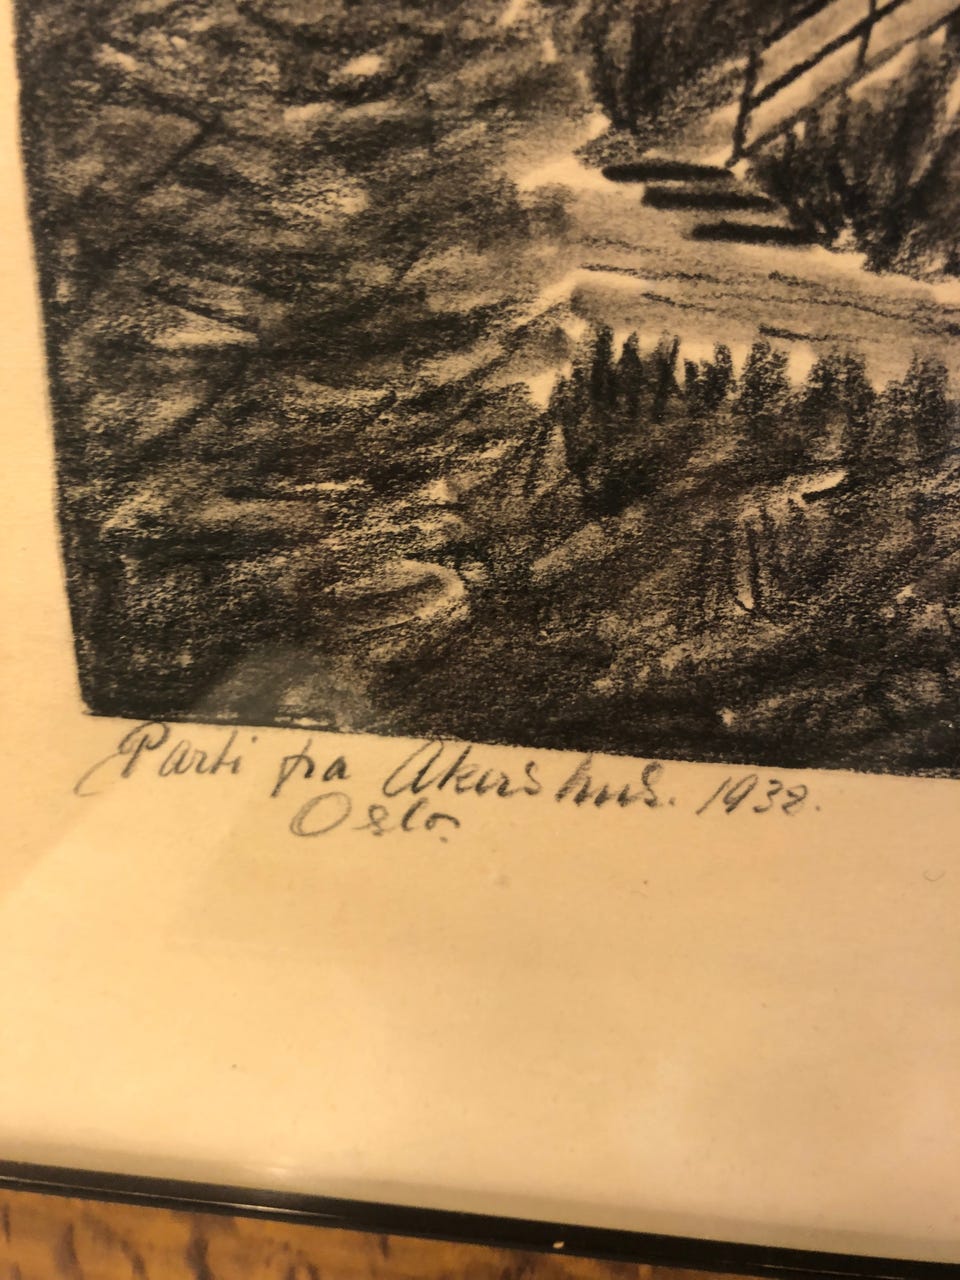 Parti fra Akershus. 1938.
Oslo.